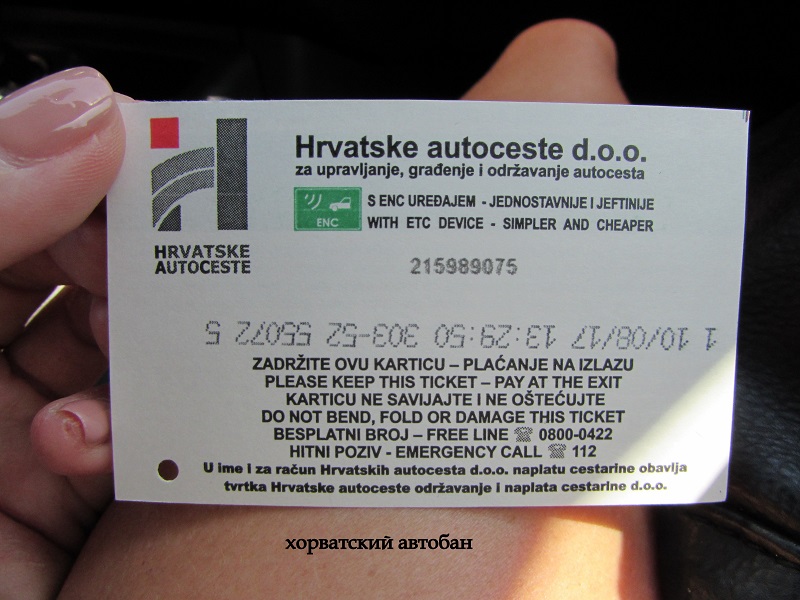 HRVATSKE
AUTOCESTE
Hrvatske autoceste d.o.o.
za upravljanje, građenje i održavanje autocesta
ENC
S ENC UREĐAJEM - JEDNOSTAVNIJE I JEFTINIJE
WITH ETC DEVICE - SIMPLER AND CHEAPER
215989075
1 10/08/17 13:29:50 303-52 55072 5
ZADRŽITE OVU KARTICU – PLAĆANJE NA IZLAZU
PLEASE KEEP THIS TICKET – PAY AT THE EXIT
KARTICU NE SAVIJAJTE I NE OŠTEĆUJTE
DO NOT BEND, FOLD OR DAMAGE THIS TICKET
BESPLATNI BROJ – FREE LINE ☏ 0800-0422
HITNI POZIV - EMERGENCY CALL ☏ 112
U ime i za račun Hrvatskih autocesta d.o.o. naplatu cestarine obavlja
tvrtka Hrvatske autoceste održavanje i naplata cestarine d.o.o.
хорватский автобан